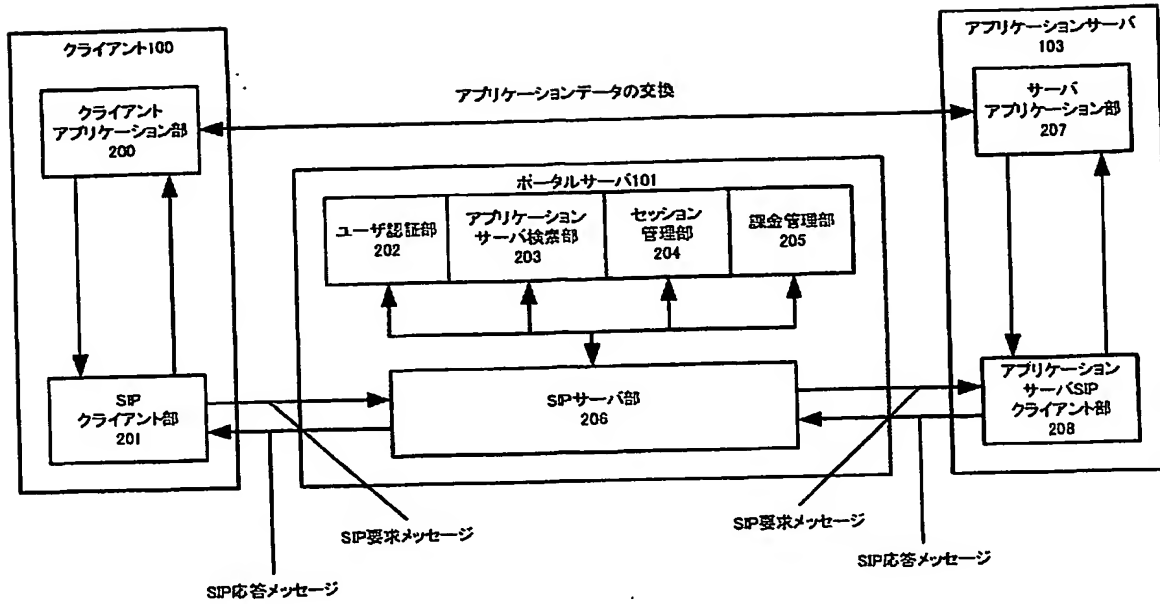 クライアント100
クライアント
アプリケーション部
200
SIP
クライアント部
201
アプリケーションデータの交換
ポータルサーバ101
ユーザ認証部
202
アプリケーション
サーバ検索部
203
セッション
管理部
204
課金管理部
205
SIPサーバ部
206
アプリケーションサーバ
103
サーバ
アプリケーション部
207
アプリケーション
サーバSIP
クライアント部
208
SIP要求メッセージ
SIP応答メッセージ
SIP要求メッセージ
SIP応答メッセージ